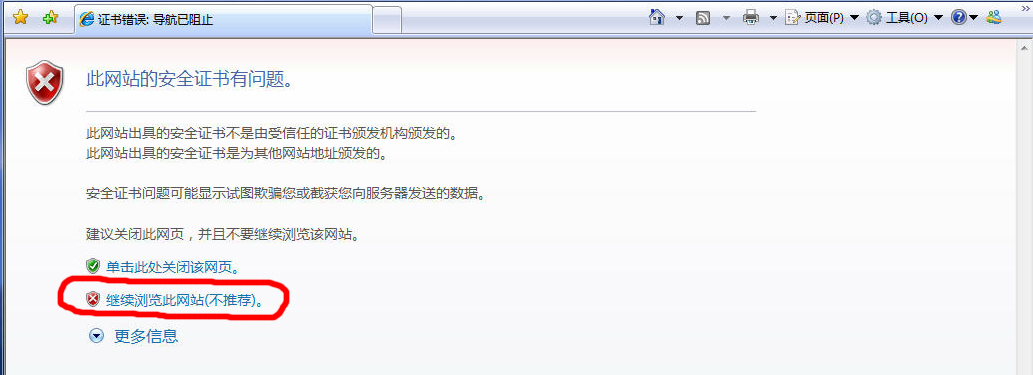 证书错误: 导航已阻止
页面(P)
工具(O)
此网站的安全证书有问题。
此网站出具的安全证书不是由受信任的证书颁发机构颁发的。
此网站出具的安全证书是为其他网站地址颁发的。
安全证书问题可能显示试图欺骗您或截获您向服务器发送的数据。
建议关闭此网页，并且不要继续浏览该网站。
单击此处关闭该网页。
继续浏览此网站(不推荐)。
更多信息